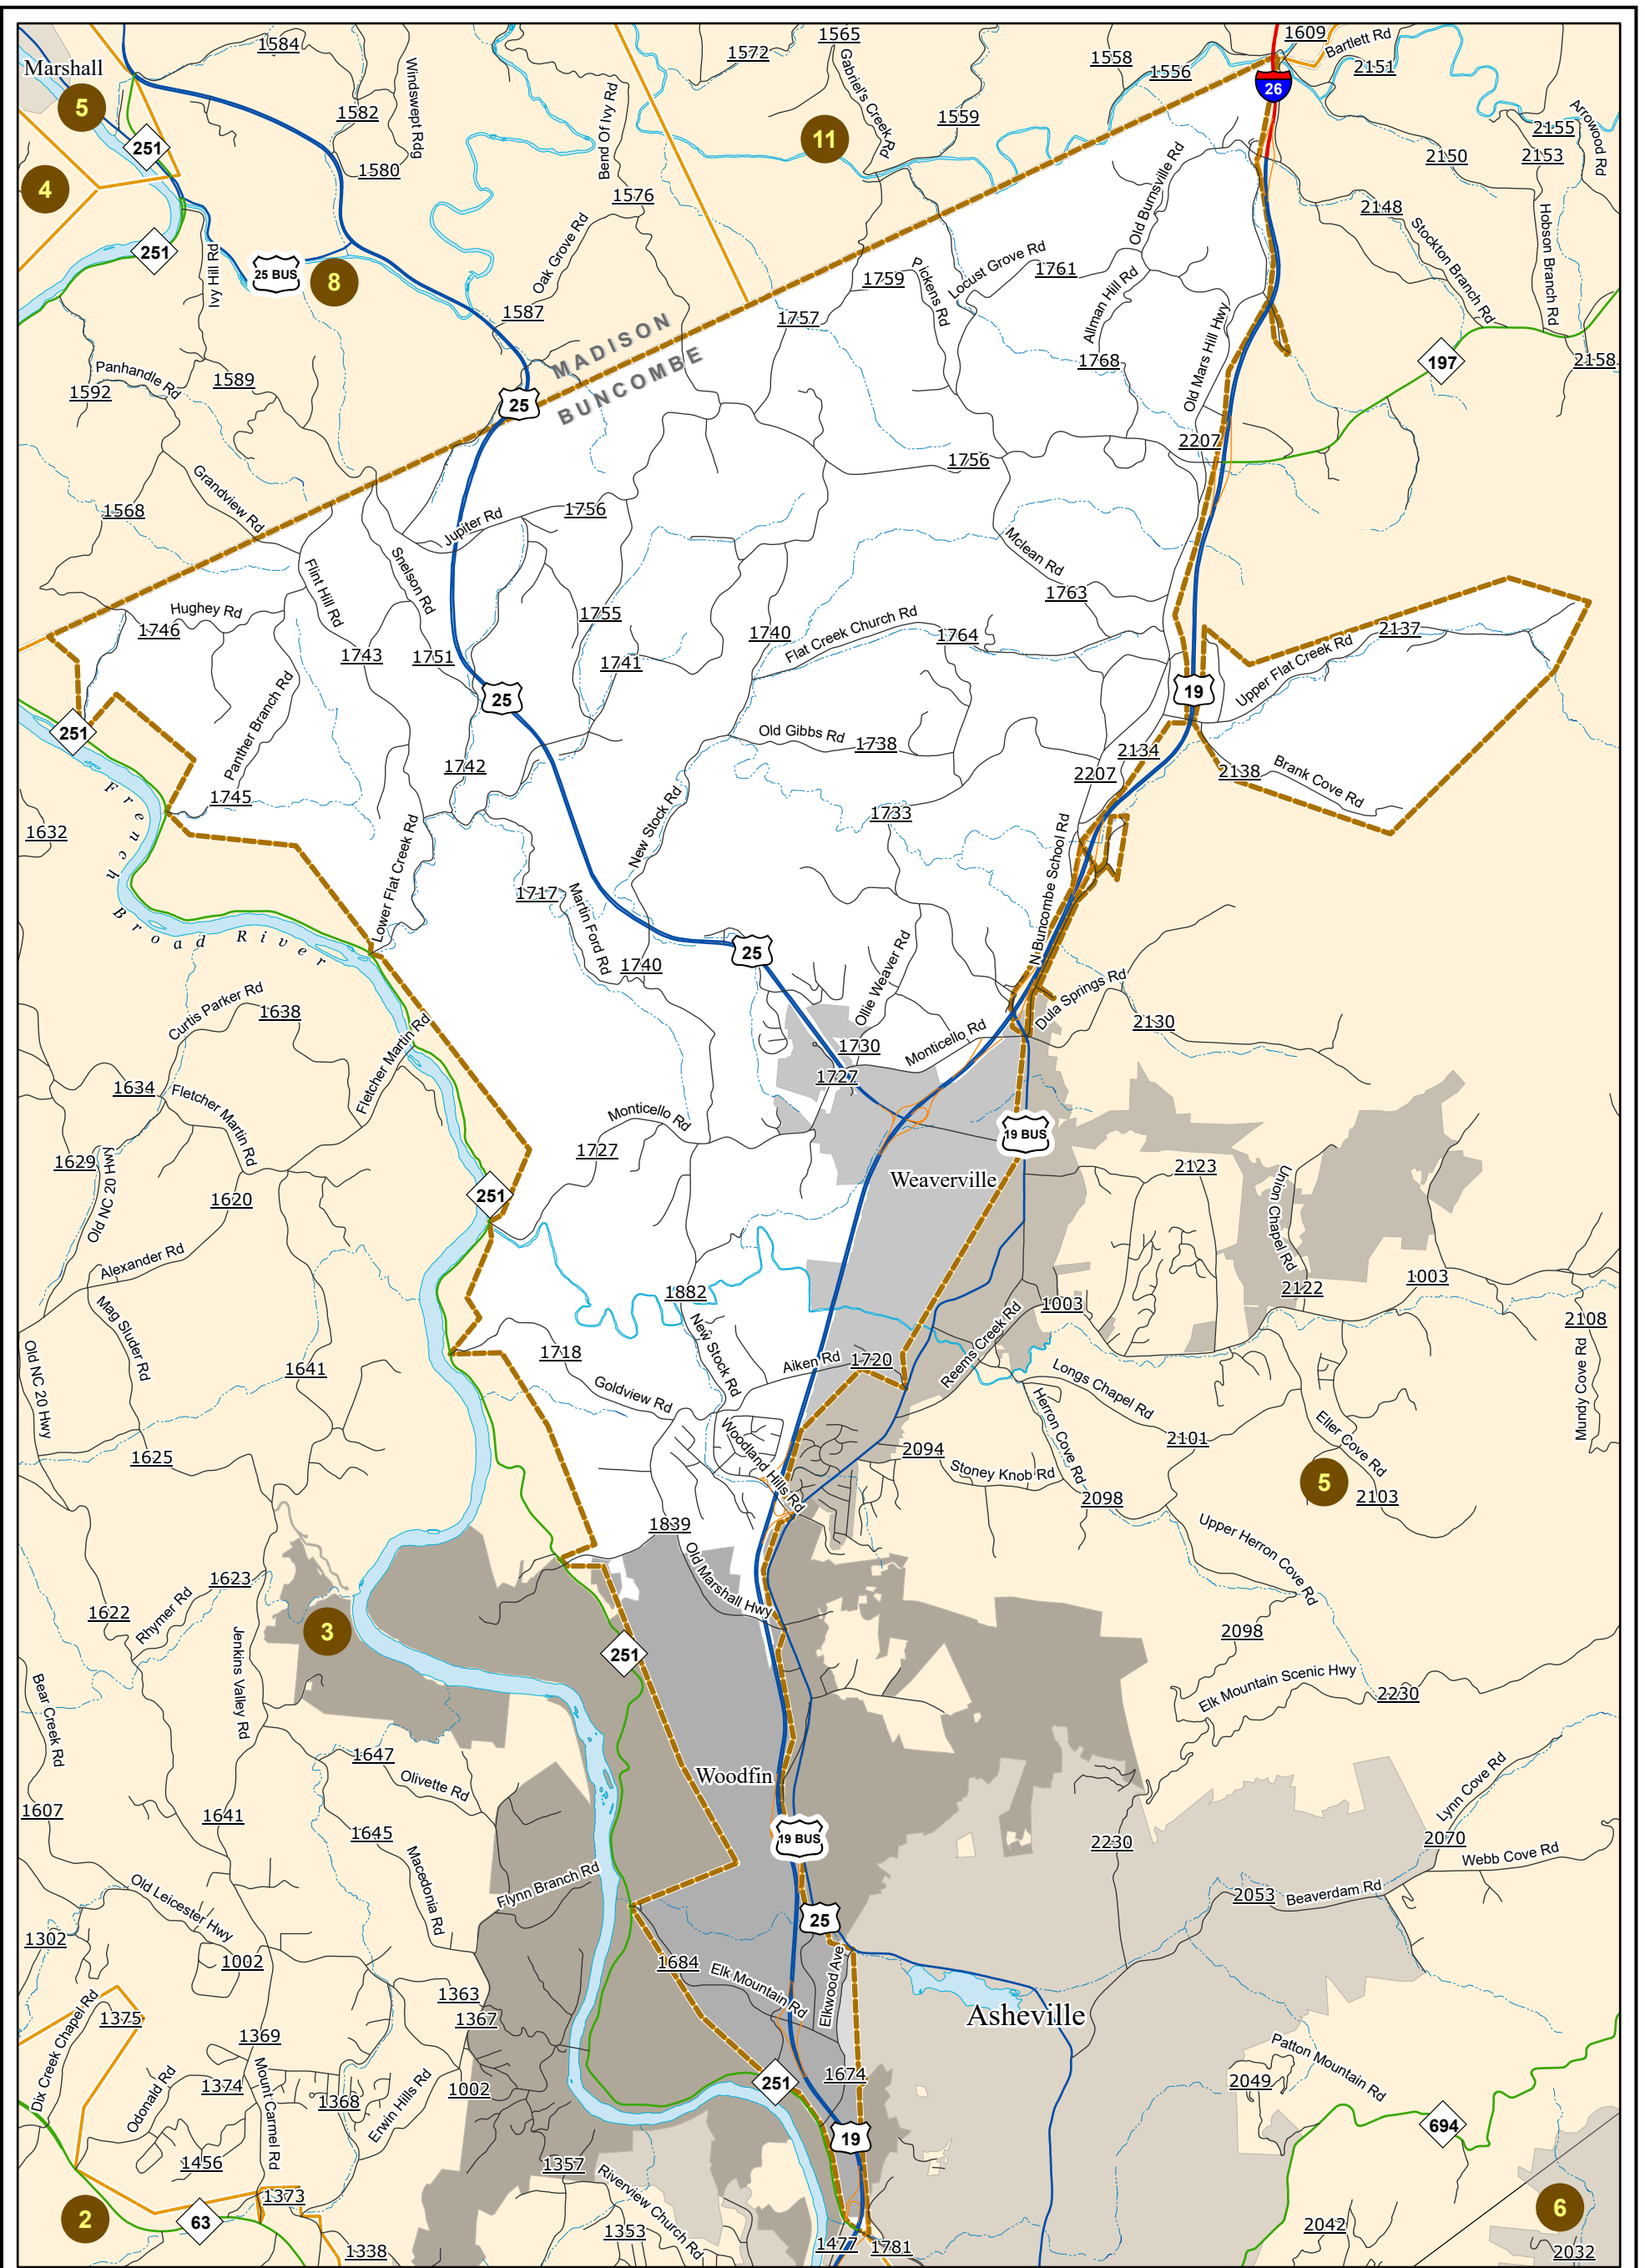 1584
1572
1565
1609
Bartlett Rd
Marshall
Windswept Rdg
Gabriel's Creek Rd
1558
1556
2151
26
5
1582
Bend Of Ivy Rd
1559
Arrowood Rd
2155
251
11
1580
2150
2153
4
1576
Old Burnsville Rd
2148
Hobson Branch Rd
251
Ivy Hill Rd
25 BUS
8
Oak Grove Rd
1759
Pickens Rd
Locust Grove Rd
1761
Stockton Branch Rd
1587
MADISON
BUNCOMBE
1757
Allman Hill Rd
1768
Old Mars Hill Hwy
197
2158
Panhandle Rd
1592
1589
25
2207
1756
Grandview Rd
1568
Jupiter Rd
1756
Mclean Rd
Flint Hill Rd
Snelson Rd
1763
Hughey Rd
1746
1755
1740
Flat Creek Church Rd
1764
2137
Upper Flat Creek Rd
1743
1751
1741
25
19
Panther Branch Rd
251
Old Gibbs Rd
1738
2134
1742
2207
2138
Brank Cove Rd
1745
French Broad River
1632
New Stock Rd
1733
N Buncombe School Rd
Lower Flat Creek Rd
1717
Martin Ford Rd
1740
25
Ollie Weaver Rd
Curtis Parker Rd
1638
Dula Springs Rd
2130
Monticello Rd
1730
1727
Fletcher Martin Rd
1634
Fletcher Martin Rd
Monticello Rd
1727
19 BUS
1629
Old NC 20 Hwy
1620
251
Weaverville
2123
Union Chapel Rd
Alexander Rd
1882
2122
1003
1003
Mag Sluder Rd
New Stock Rd
2108
Old NC 20 Hwy
1641
1718
Aiken Rd
1720
Reems Creek Rd
Mundy Cove Rd
Goldview Rd
Longs Chapel Rd
Herron Cove Rd
Woodland Hills Rd
2101
Eller Cove Rd
1625
2094
Stoney Knob Rd
5
2103
2098
1839
Old Marshall Hwy
Upper Herron Cove Rd
1623
Rhymer Rd
1622
3
Jenkins Valley Rd
251
2098
Bear Creek Rd
Elk Mountain Scenic Hwy
2230
1647
Olivette Rd
Woodfin
1607
1641
1645
Macedonia Rd
19 BUS
2230
Lynn Cove Rd
2070
Webb Cove Rd
Old Leicester Hwy
Flynn Branch Rd
2053
Beaverdam Rd
1302
25
1002
1684
Elk Mountain Rd
Elkwood Ave
1363
1367
Asheville
Dix Creek Chapel Rd
1375
1369
Patton Mountain Rd
Odonald Rd
1374
Mount Carmel Rd
1368
Erwin Hills Rd
1002
251
1674
2049
694
19
1456
1357
Riverview Church Rd
1373
2
63
6
1338
1353
1477
1781
2042
2032